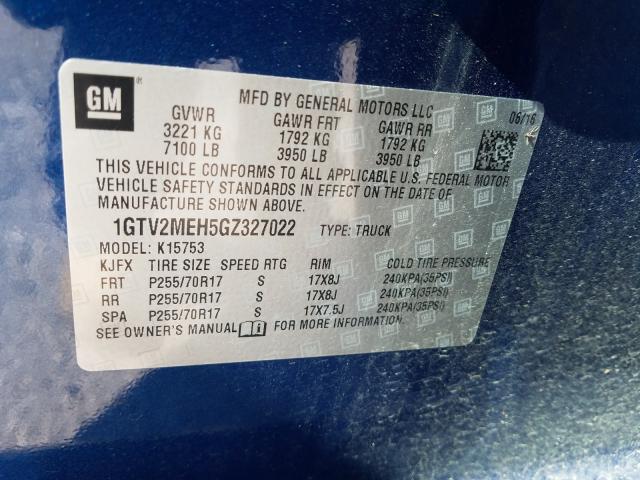 GM
MFD BY GENERAL MOTORS LLC
06/16
GVWR GAWR FRT GAWR RR
3221 KG 1792 KG 1792 KG
7100 LB 3950 LB 3950 LB
THIS VEHICLE CONFORMS TO ALL APPLICABLE U.S. FEDERAL MOTOR
VEHICLE SAFETY STANDARDS IN EFFECT ON THE DATE OF
MANUFACTURE SHOWN ABOVE.
1GTV2MEH5GZ327022 TYPE: TRUCK
MODEL: K15753
KJFX TIRE SIZE SPEED RTG RIM COLD TIRE PRESSURE
FRT P255/70R17 S 17X8J 240KPA(35PSI)
RR P255/70R17 S 17X8J 240KPA(35PSI)
SPA P255/70R17 S 17X7.5J 240KPA(35PSI)
SEE OWNER'S MANUAL FOR MORE INFORMATION.